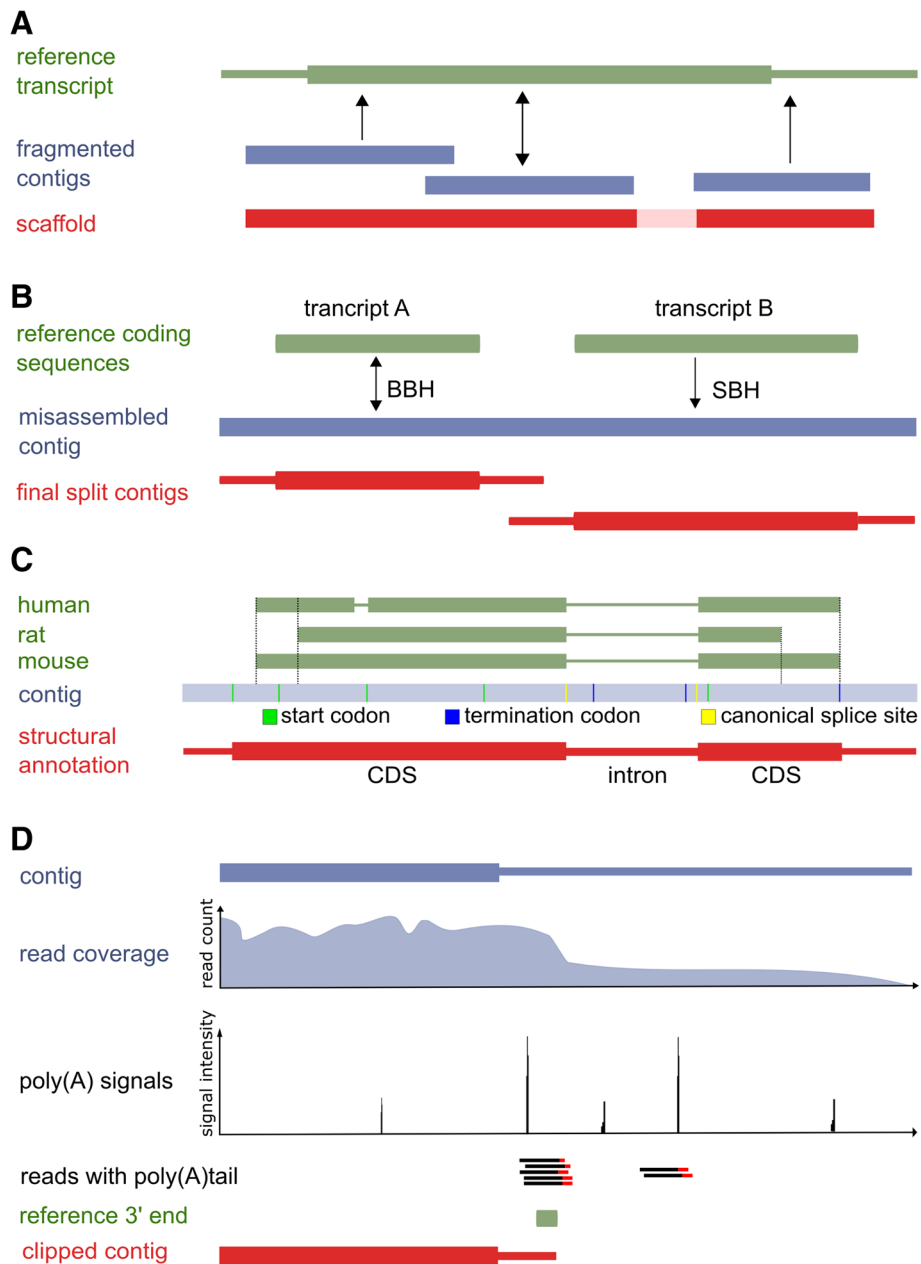 A
reference
transcript
fragmented
contigs
scaffold
B
trancript A
transcript B
reference coding
sequences
BBH
SBH
misassembled
contig
final split contigs
C
human
rat
mouse
contig
start codon
termination codon
canonical splice site
structural
annotation
CDS
intron
CDS
D
contig
read coverage
read count
poly(A) signals
signal intensity
reads with poly(A)tail
reference 3' end
clipped contig